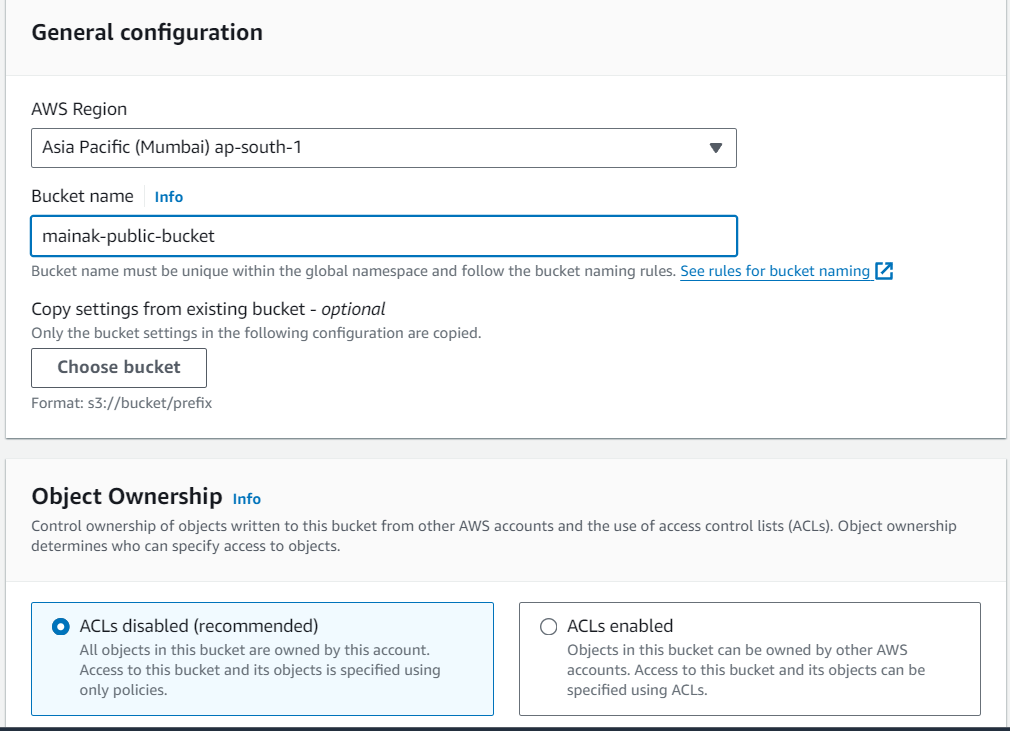 General configuration
AWS Region
Asia Pacific (Mumbai) ap-south-1
Bucket name Info
mainak-public-bucket
Bucket name must be unique within the global namespace and follow the bucket naming rules. See rules for bucket naming
Copy settings from existing bucket - optional
Only the bucket settings in the following configuration are copied.
Choose bucket
Format: s3://bucket/prefix
Object Ownership Info
Control ownership of objects written to this bucket from other AWS accounts and the use of access control lists (ACLs). Object ownership
determines who can specify access to objects.
ACLs disabled (recommended)
All objects in this bucket are owned by this account.
Access to this bucket and its objects is specified using
only policies.
ACLs enabled
Objects in this bucket can be owned by other AWS
accounts. Access to this bucket and its objects can be
specified using ACLs.